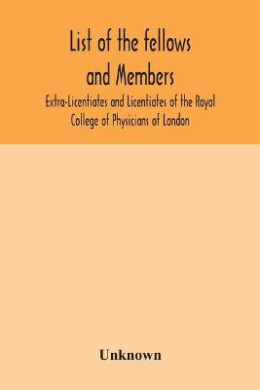 List of the fellows
and Members
Extra-Licentiates and Licentiates of the Royal
College of Physicians of London
Unknown